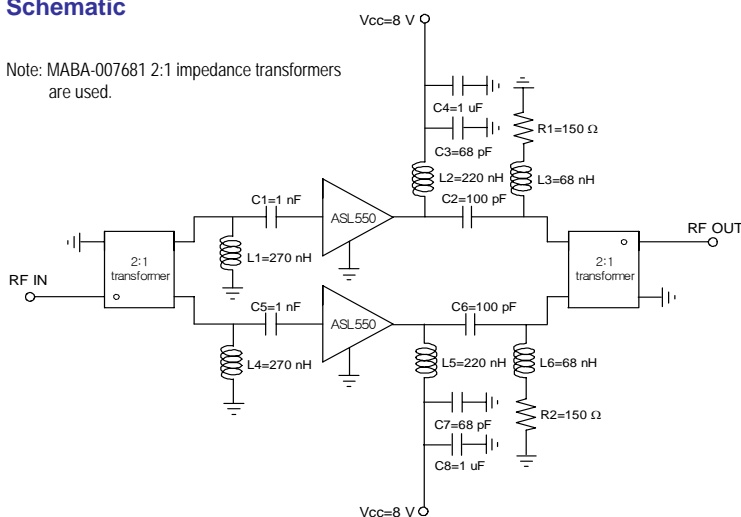 Schematic
Vcc=8 V
Note: MABA-007681 2:1 impedance transformers
are used.
C4=1 uF
R1=150 Ω
C3=68 pF
L2=220 nH
L3=68 nH
C1=1 nF
C2=100 pF
ASL550
RF OUT
L1=270 nH
2:1
transformer
2:1
transformer
RF IN
C5=1 nF
C6=100 pF
ASL550
L4=270 nH
L5=220 nH
L6=68 nH
C7=68 pF
R2=150 Ω
C8=1 uF
Vcc=8 V